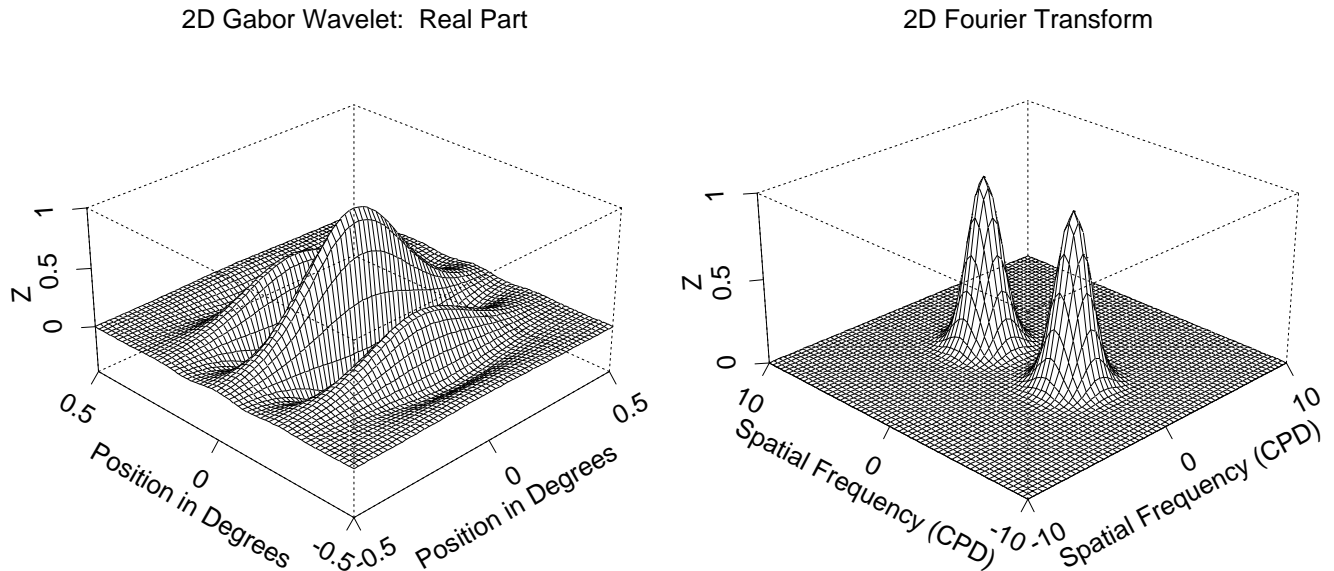 2D Gabor Wavelet: Real Part
1
0.5
0
Z
0.5
0
-0.5
Position in Degrees
-0.5
0
0.5
Position in Degrees
2D Fourier Transform
1
0.5
0
Z
10
0
-10
Spatial Frequency (CPD)
-10
0
10
Spatial Frequency (CPD)